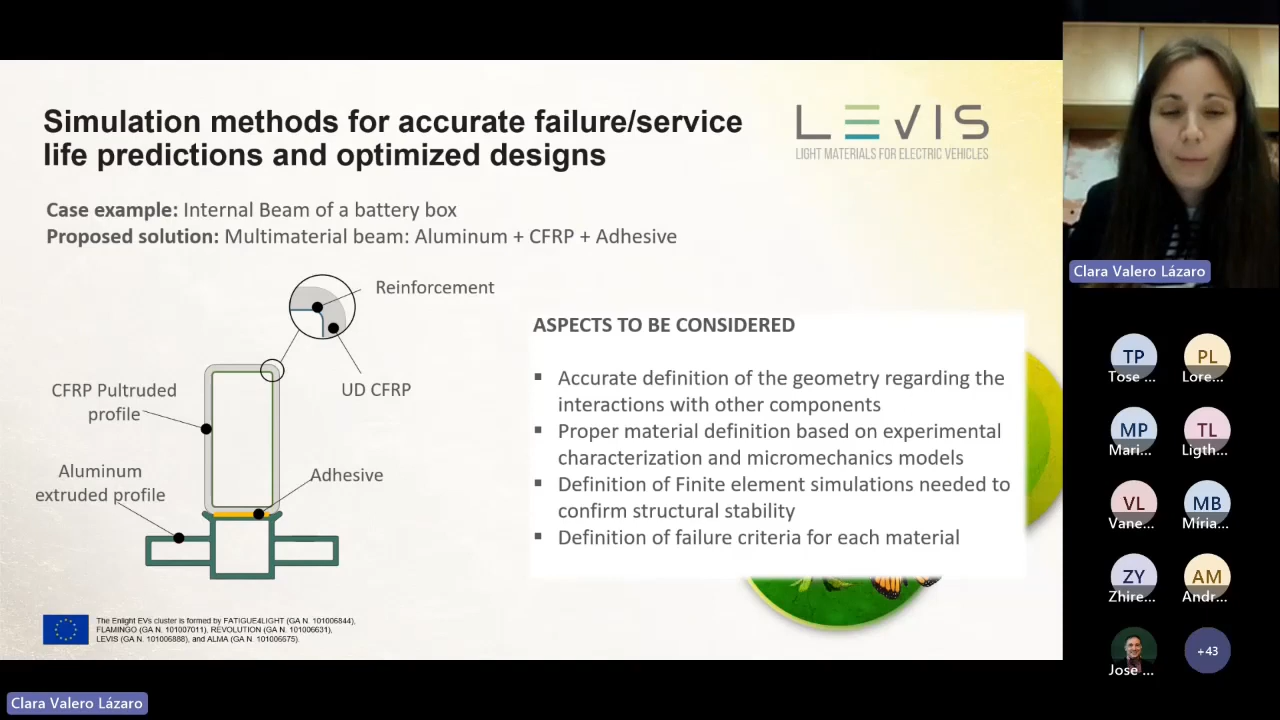 Simulation methods for accurate failure/service
life predictions and optimized designs
LEVIS
LIGHT MATERIALS FOR ELECTRIC VEHICLES
Case example: Internal Beam of a battery box
Proposed solution: Multimaterial beam: Aluminum + CFRP + Adhesive
Reinforcement
UD CFRP
CFRP Pultruded
profile
Aluminum
extruded profile
Adhesive
ASPECTS TO BE CONSIDERED
▪ Accurate definition of the geometry regarding the
interactions with other components
▪ Proper material definition based on experimental
characterization and micromechanics models
▪ Definition of Finite element simulations needed to
confirm structural stability
▪ Definition of failure criteria for each material
The Enlight EVs cluster is formed by FATIGUE4LIGHT (GA N. 101006844),
FLAMINGO (GA N. 101007011), REVOLUTION (GA N. 101006631),
LEVIS (GA N. 101006888), and ALMA (GA N. 101006675).
Clara Valero Lázaro
TP
Tose ...
PL
Lore...
MP
Mari...
TL
Ligth...
VL
Vane...
MB
Míria...
ZY
Zhire...
AM
Andr...
Jose ...
+43
Clara Valero Lázaro